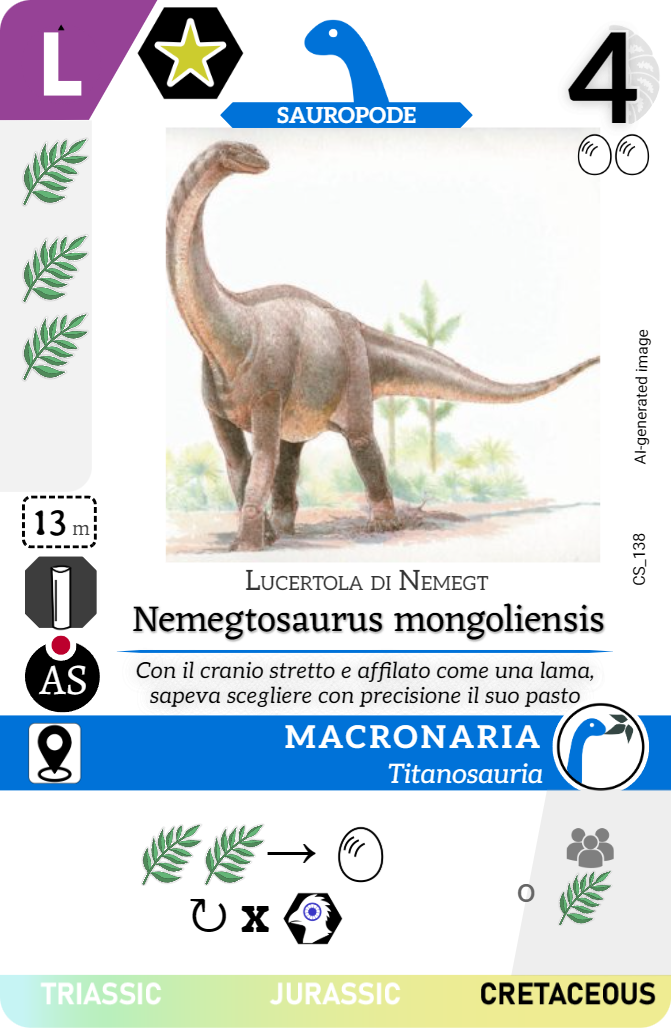 L
4
SAUROPODE
AI-generated image
CS_138
13 m
LUCERTOLA DI NEMEGT
Nemegtosaurus mongoliensis
AS
Con il cranio stretto e affilato come una lama,
sapeva scegliere con precisione il suo pasto
MACRONARIA
Titanosauria
→
o
↻ x
TRIASSIC JURASSIC CRETACEOUS